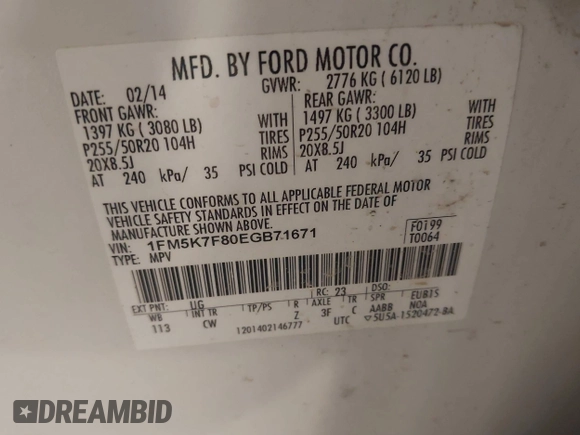 MFD. BY FORD MOTOR CO.
DATE: 02/14 GVWR: 2776 KG ( 6120 LB)
FRONT GAWR: REAR GAWR:
1397 KG ( 3080 LB) WITH 1497 KG ( 3300 LB) WITH
P255/50R20 104H TIRES P255/50R20 104H TIRES
20X8.5J RIMS 20X8.5J RIMS
AT 240 kPa/ 35 PSI COLD AT 240 kPa/ 35 PSI COLD
THIS VEHICLE CONFORMS TO ALL APPLICABLE FEDERAL MOTOR
VEHICLE SAFETY STANDARDS IN EFFECT ON THE DATE OF
MANUFACTURE SHOWN ABOVE.
VIN: 1FM5K7F80EGB71671 F0199
TYPE: MPV T0064
EXT PNT: UG RC: 23 DSO:
WB INT TR TP/PS R AXLE TR SPR EUB15
113 CW Z 3F C AABB NOA
1201402146777 UTC 5U5A-1520472-BA
DREAMBID